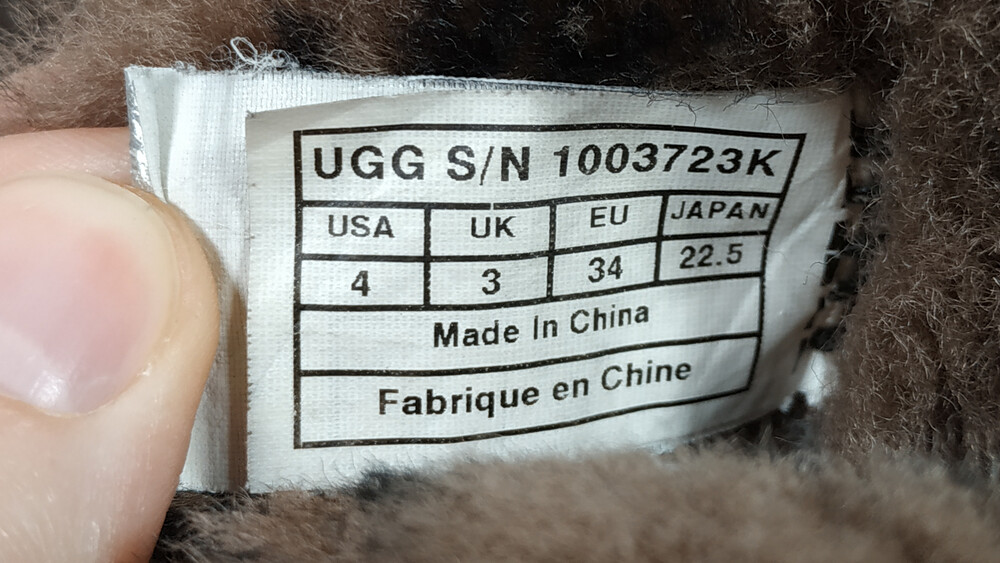 UGG S/N 1003723K
USA UK EU JAPAN
4 3 34 22.5
Made In China
Fabrique en Chine